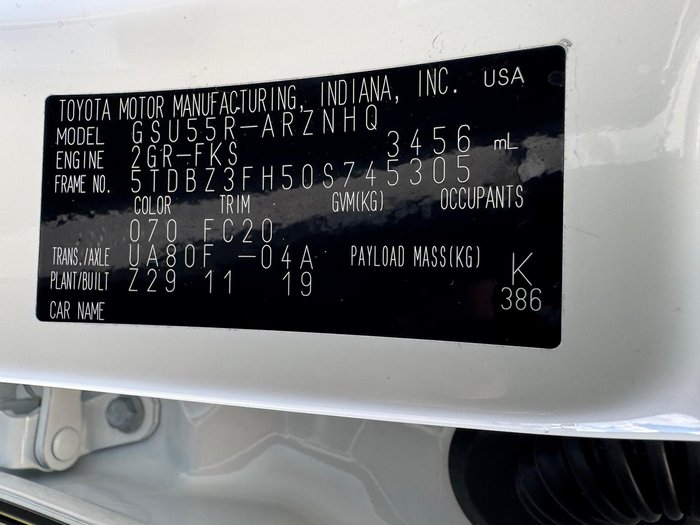 TOYOTA MOTOR MANUFACTURING, INDIANA, INC. USA
MODEL GSU55R-ARZNHQ
ENGINE 2GR-FKS 3456 mL
FRAME NO. 5TDBZ3FH50S745305
COLOR TRIM GVM(KG) OCCUPANTS
070 FC20
TRANS./AXLE UA80F -04A PAYLOAD MASS(KG) K
PLANT/BUILT Z29 11 19 386
CAR NAME